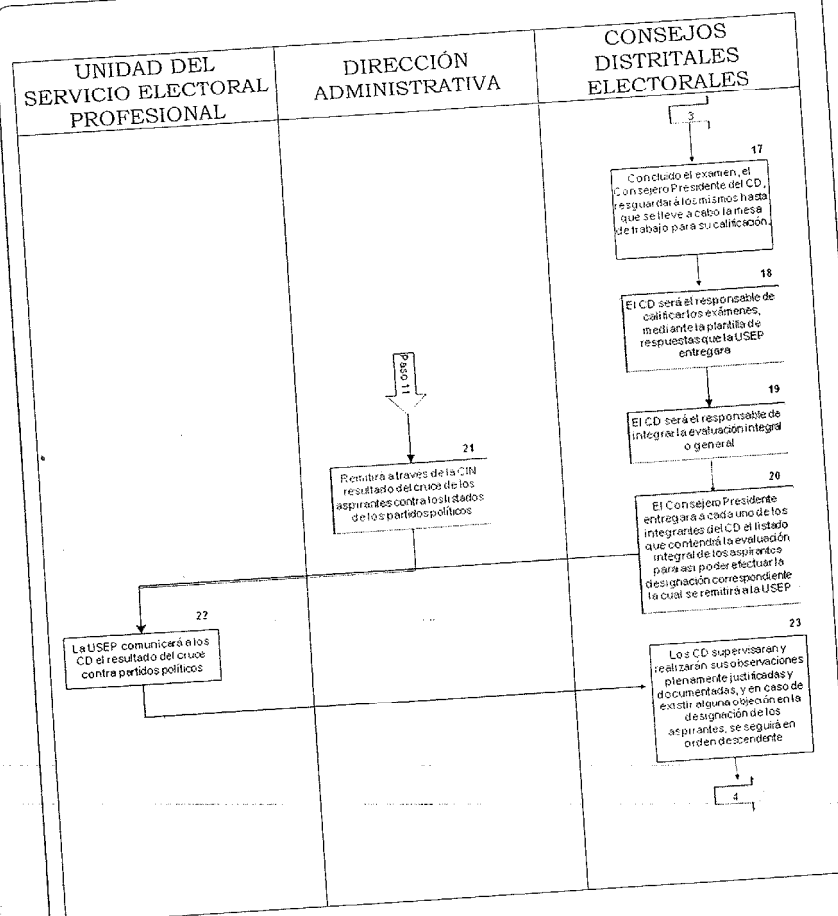 UNIDAD DEL
SERVICIO ELECTORAL
PROFESIONAL
DIRECCIÓN
ADMINISTRATIVA
CONSEJOS
DISTRITALES
ELECTORALES
3
17
Concluido el examen, el
Consejero Presidente del CD,
resguardará los mismos hasta
que se lleve a cabo la mesa
de trabajo para su calificación.
18
El CD será el responsable de
calificar los exámenes,
mediante la plantilla de
respuestas que la USEP
entregara
19
El CD será el responsable de
integrar la evaluación integral
o general
20
El Consejero Presidente
entregara a cada uno de los
integrantes del CD el listado
que contendrá la evaluación
integral de los aspirantes
para así poder efectuar la
designación correspondiente
la cual se remitirá a la USEP
Paso 11
21
Remitirá a través de la CIN
resultado del cruce de los
aspirantes contra los listados
de los partidos políticos
22
La USEP comunicará a los
CD el resultado del cruce
contra partidos políticos
23
Los CD supervisaran y
realizarán sus observaciones
plenamente justificadas y
documentadas, y en caso de
existir alguna objeción en la
designación de los
aspirantes, se seguirá en
orden descendente
4